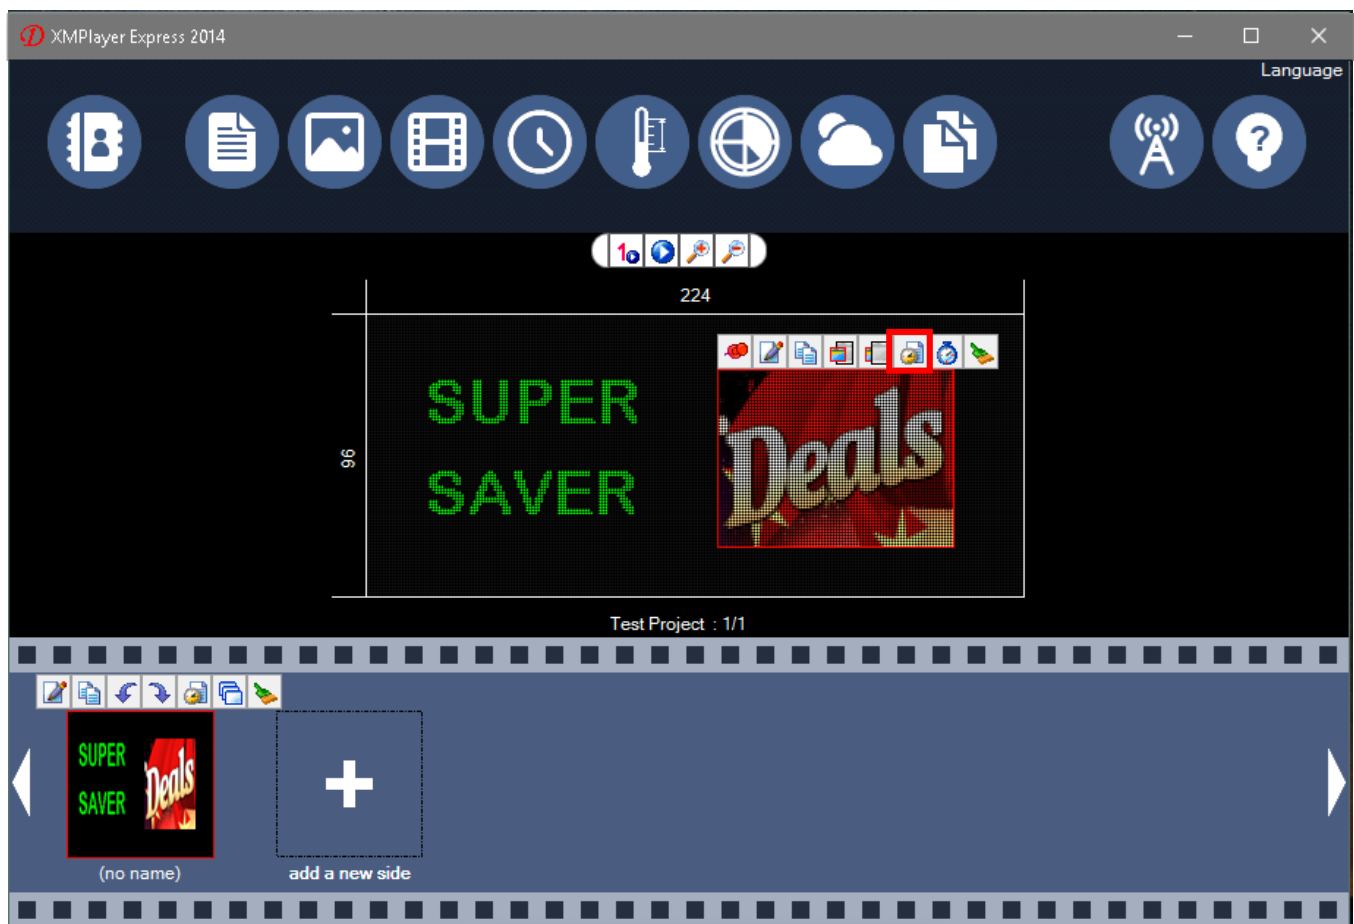 XMPlayer Express 2014
Language
224
96
SUPER
SAVER
Deals
Test Project : 1/1
SUPER
SAVER
Deals
(no name)
add a new side